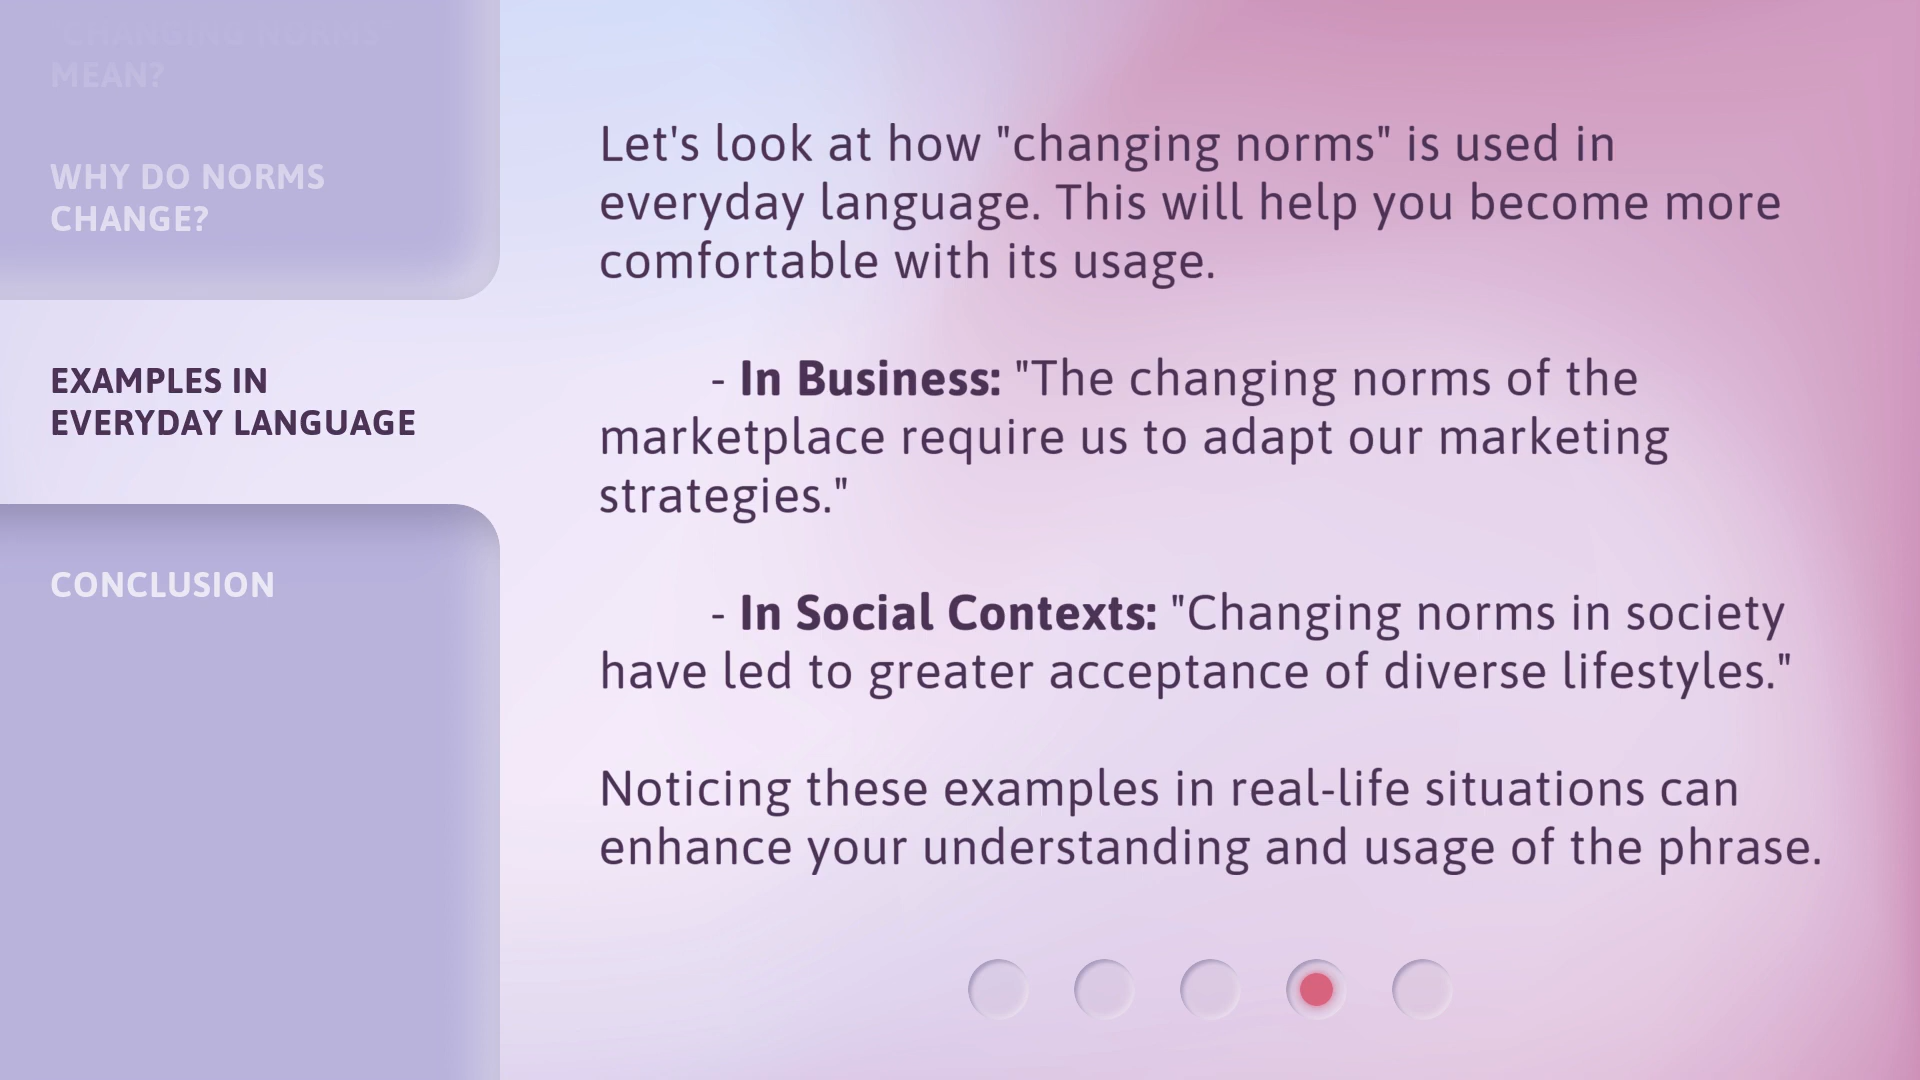 "CHANGING NORMS"
MEAN?
WHY DO NORMS
CHANGE?
EXAMPLES IN
EVERYDAY LANGUAGE
CONCLUSION
Let's look at how "changing norms" is used in
everyday language. This will help you become more
comfortable with its usage.
- In Business: "The changing norms of the
marketplace require us to adapt our marketing
strategies."
- In Social Contexts: "Changing norms in society
have led to greater acceptance of diverse lifestyles."
Noticing these examples in real-life situations can
enhance your understanding and usage of the phrase.